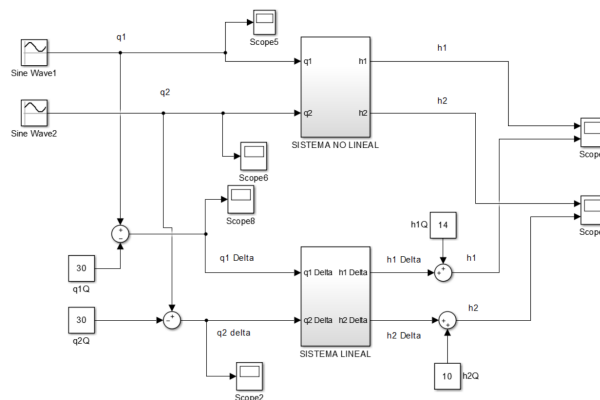 q1
Scope5
Sine Wave1
q1
h1
h1
q2
Sine Wave2
q2
h2
h2
SISTEMA NO LINEAL
Scope
Scope6
Scope8
Scope
h1Q
14
q1 Delta
q1 Delta
h1 Delta
h1 Delta
h1
30
q1Q
30
q2Q
q2 delta
q2 Delta
h2 Delta
h2 Delta
h2
SISTEMA LINEAL
10
h2Q
Scope2